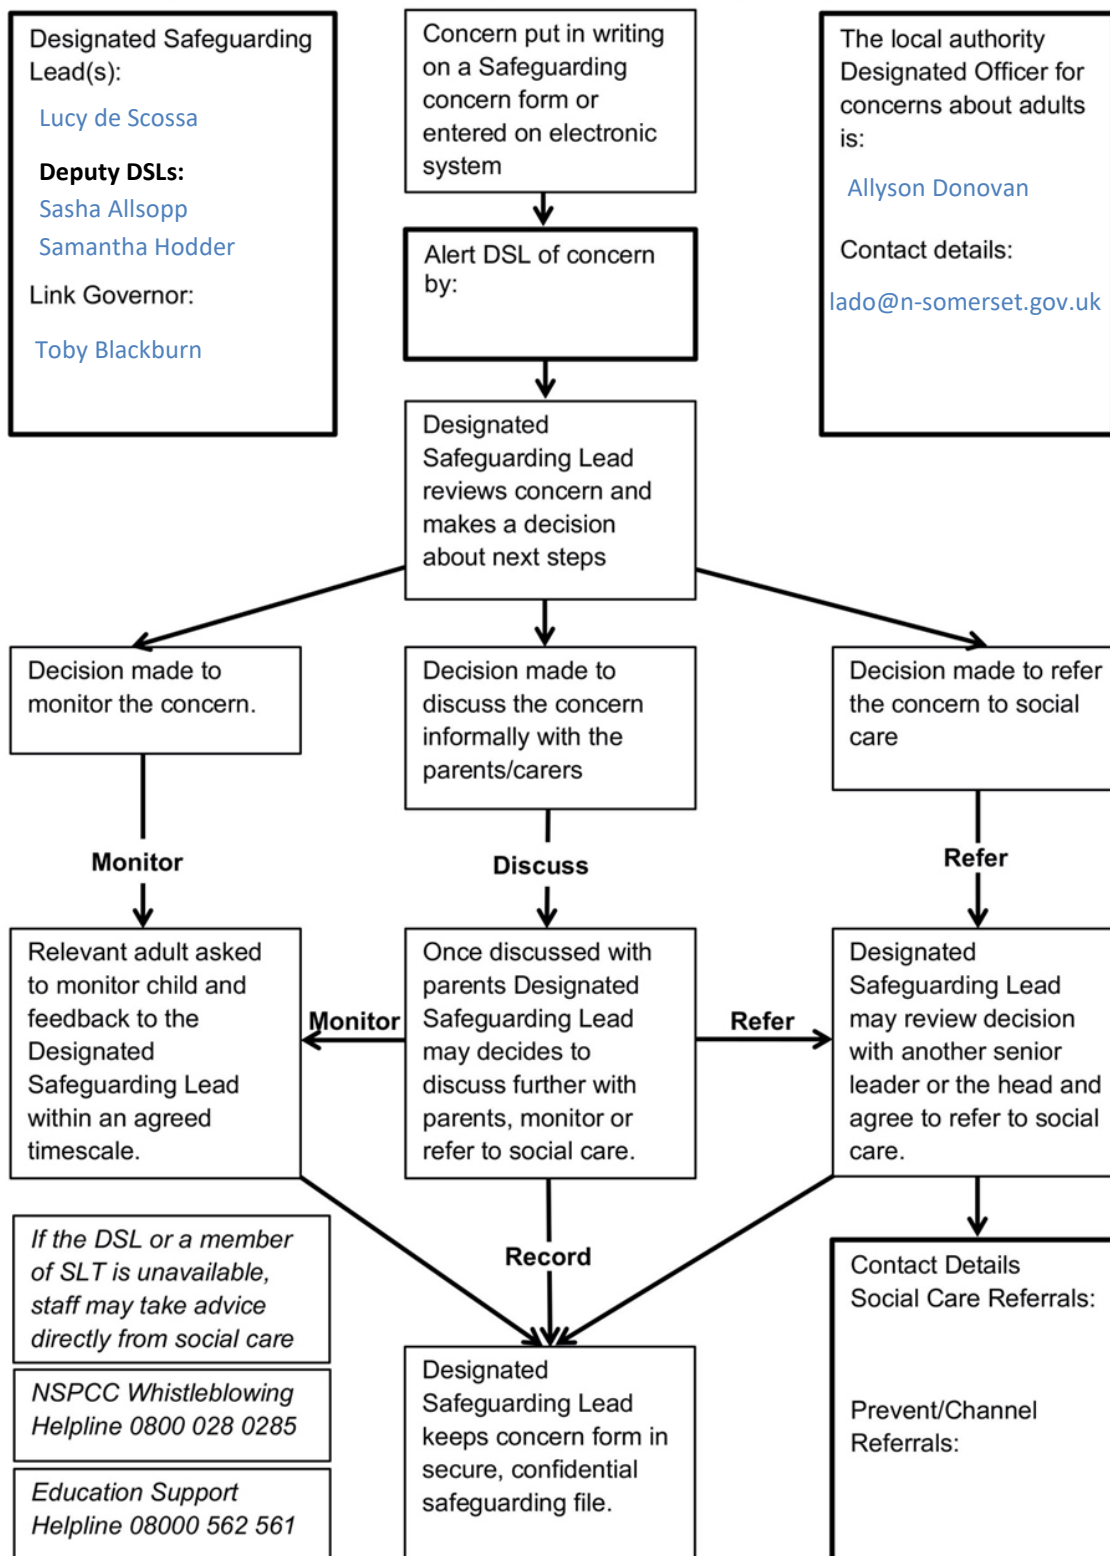 Designated Safeguarding
Lead(s):
Lucy de Scossa
Deputy DSLs:
Sasha Allsopp
Samantha Hodder
Link Governor:
Toby Blackburn
Concern put in writing
on a Safeguarding
concern form or
entered on electronic
system
The local authority
Designated Officer for
concerns about adults
is:
Allyson Donovan
Contact details:
lado@n-somerset.gov.uk
Alert DSL of concern
by:
Designated
Safeguarding Lead
reviews concern and
makes a decision
about next steps
Decision made to
monitor the concern.
Decision made to
discuss the concern
informally with the
parents/carers
Decision made to refer
the concern to social
care
Monitor
Discuss
Refer
Relevant adult asked
to monitor child and
feedback to the
Designated
Safeguarding Lead
within an agreed
timescale.
Monitor
Once discussed with
parents Designated
Safeguarding Lead
may decides to
discuss further with
parents, monitor or
refer to social care.
Refer
Designated
Safeguarding Lead
may review decision
with another senior
leader or the head and
agree to refer to social
care.
If the DSL or a member
of SLT is unavailable,
staff may take advice
directly from social care
NSPCC Whistleblowing
Helpline 0800 028 0285
Education Support
Helpline 08000 562 561
Record
Designated
Safeguarding Lead
keeps concern form in
secure, confidential
safeguarding file.
Contact Details
Social Care Referrals:
Prevent/Channel
Referrals: